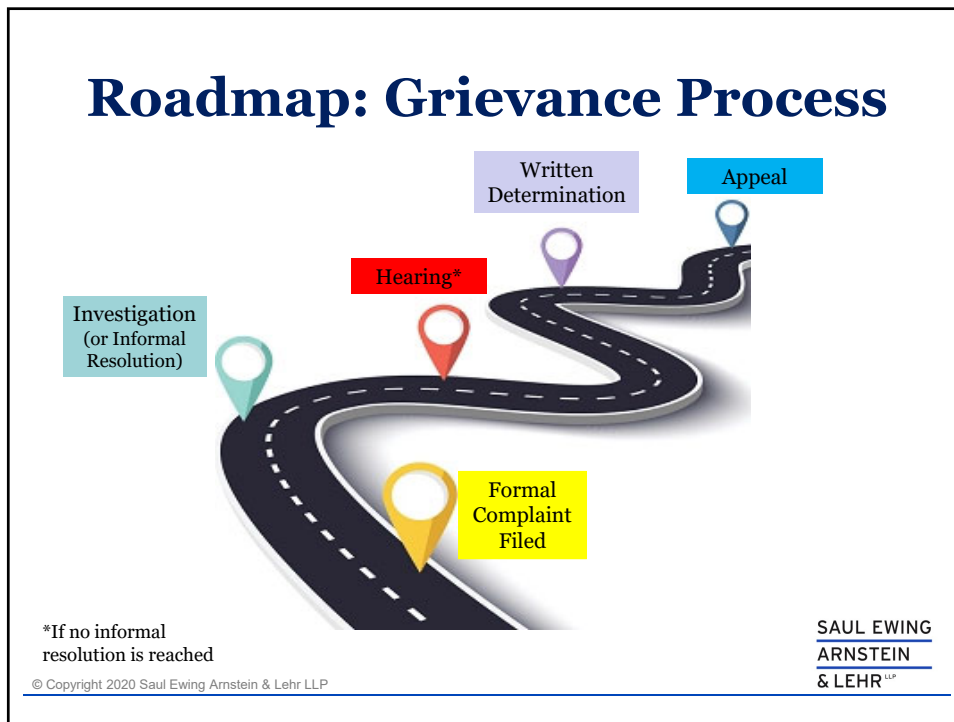 Roadmap: Grievance Process
Written
Determination
Appeal
Hearing*
Investigation
(or Informal
Resolution)
Formal
Complaint
Filed
*If no informal
resolution is reached
© Copyright 2020 Saul Ewing Arnstein & Lehr LLP
SAUL EWING
ARNSTEIN
& LEHR LLP